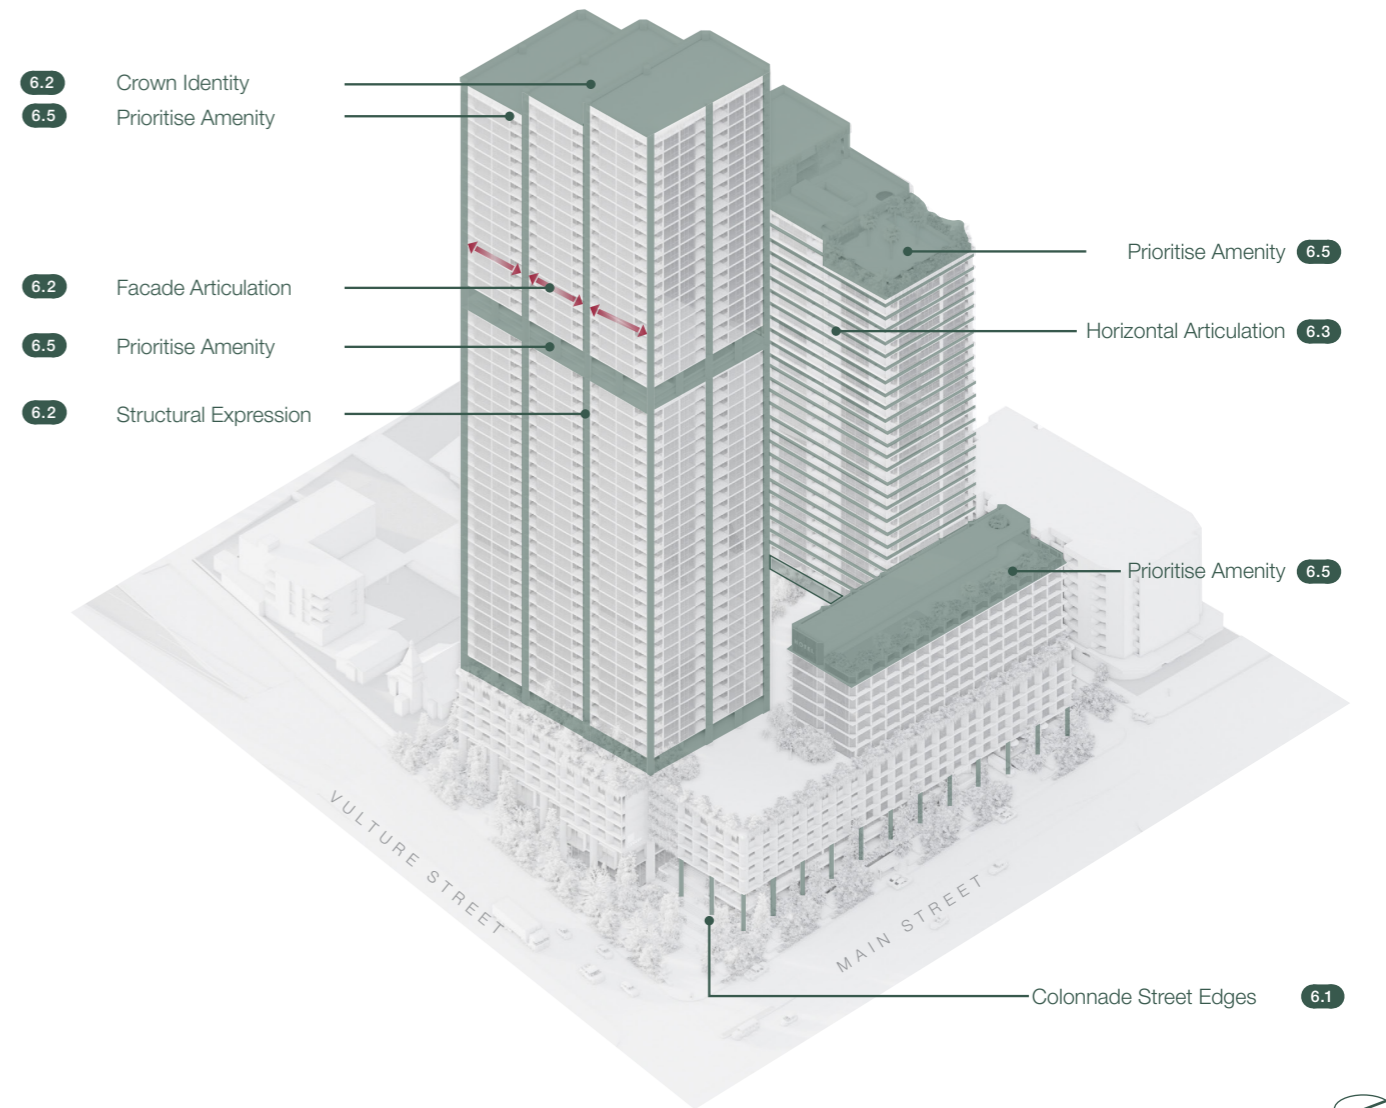 6.2 Crown Identity
6.5 Prioritise Amenity
6.2 Facade Articulation
6.5 Prioritise Amenity
6.2 Structural Expression
Prioritise Amenity 6.5
Horizontal Articulation 6.3
Prioritise Amenity 6.5
VULTURE STREET
MAIN STREET
Colonnade Street Edges 6.1